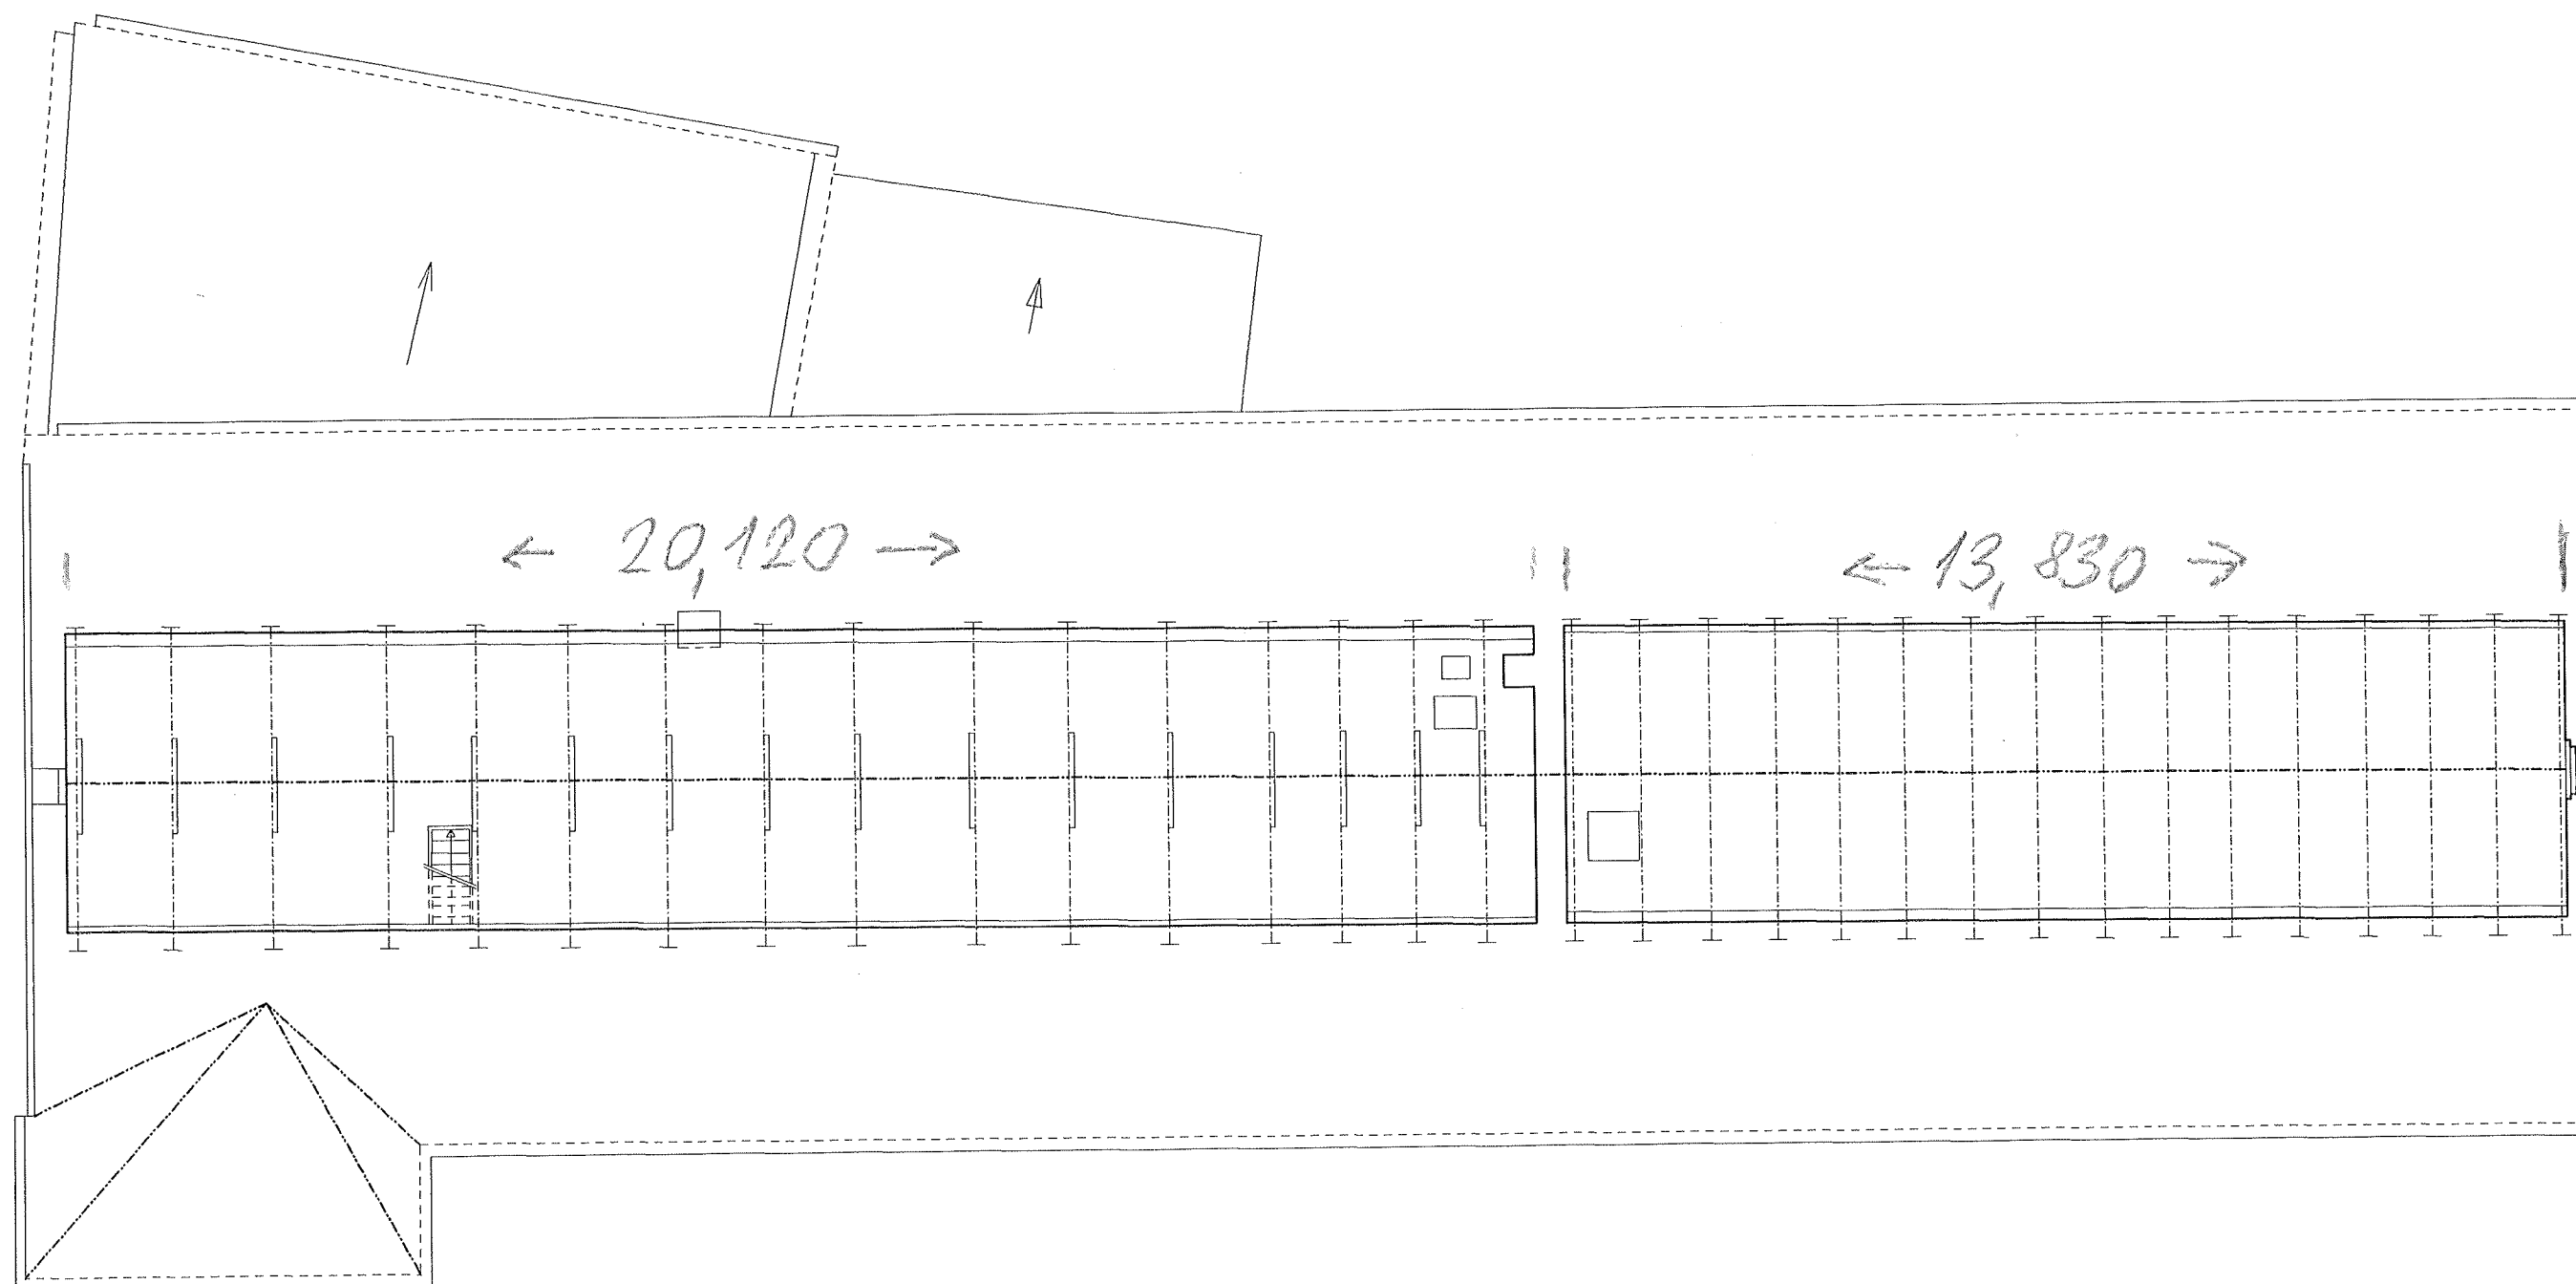 ← 20,120 →
← 13,830 →